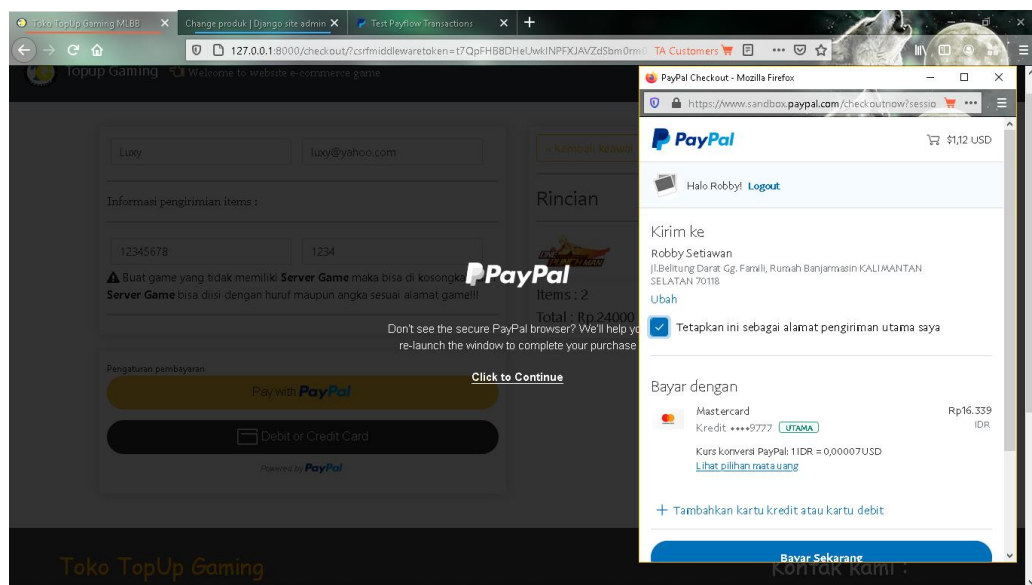 Toko TopUp Gaming MLBB
Change produk | Django site admin
Test Payflow Transactions
127.0.0.1:8000/checkout/?csrfmiddlewaretoken=
TA Customers
Topup Gaming Welcome to website e-commerce game
Luxy
luxy@yahoo.com
Informasi pengirimian items :
12345678
1234
Buat game yang tidak memiliki Server Game maka bisa di kosongka
Server Game bisa diisi dengan huruf maupun angka sesuai alamat game!!!
Pengaturan pembayaran
Pay with PayPal
Debit or Credit Card
Powered by PayPal
Rincian
Items : 2
Total : Rp.24000
PayPal
Don't see the secure PayPal browser? We'll help yo
re-launch the window to complete your purchase
Click to Continue
PayPal Checkout - Mozilla Firefox
https://www.sandbox.paypal.com/checkoutnow?sessio
PayPal
$1,12 USD
Halo Robby! Logout
Kirim ke
Robby Setiawan
Jl.Belitung Darat Gg. Famili, Rumah Banjarmasin KALIMANTAN
SELATAN 70118
Ubah
Tetapkan ini sebagai alamat pengiriman utama saya
Bayar dengan
Mastercard
Rp16.339
Kredit ••••9777 UTAMA
IDR
Kurs konversi PayPal: 1 IDR = 0,00007 USD
Lihat pilihan mata uang
+ Tambahkan kartu kredit atau kartu debit
Bayar Sekarang
Toko TopUp Gaming
Kontak Kami :